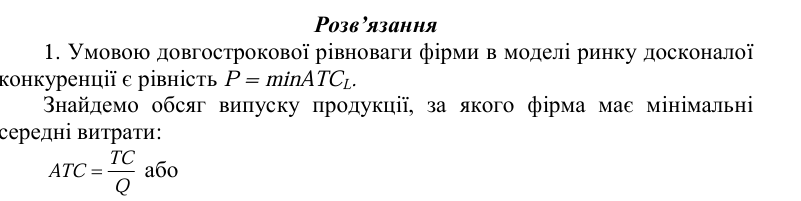 Розв’язання
1. Умовою довгострокової рівноваги фірми в моделі ринку досконалої
конкуренції є рівність P = minATC_L.
Знайдемо обсяг випуску продукції, за якого фірма має мінімальні
середні витрати:
ATC = TC/Q або